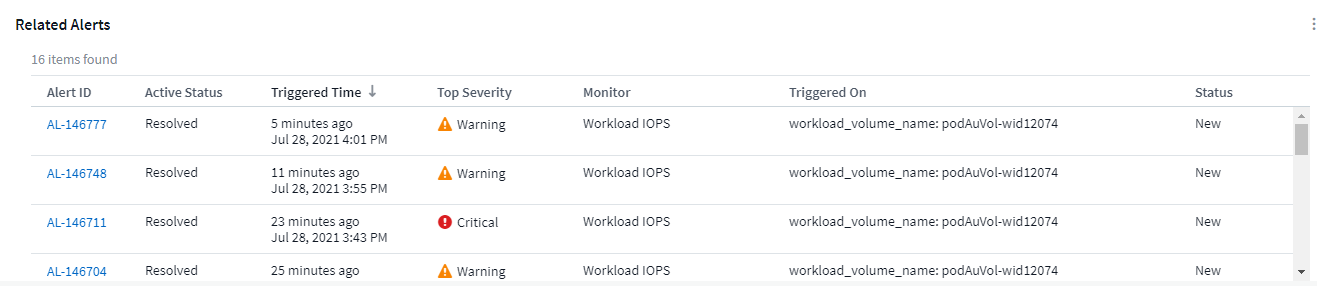 Related Alerts
16 items found
Alert ID Active Status Triggered Time ↓ Top Severity Monitor Triggered On Status
AL-146777 Resolved 5 minutes ago Warning Workload IOPS workload_volume_name: podAuVol-wid12074 New
Jul 28, 2021 4:01 PM
AL-146748 Resolved 11 minutes ago Warning Workload IOPS workload_volume_name: podAuVol-wid12074 New
Jul 28, 2021 3:55 PM
AL-146711 Resolved 23 minutes ago Critical Workload IOPS workload_volume_name: podAuVol-wid12074 New
Jul 28, 2021 3:43 PM
AL-146704 Resolved 25 minutes ago Warning Workload IOPS workload_volume_name: podAuVol-wid12074 New